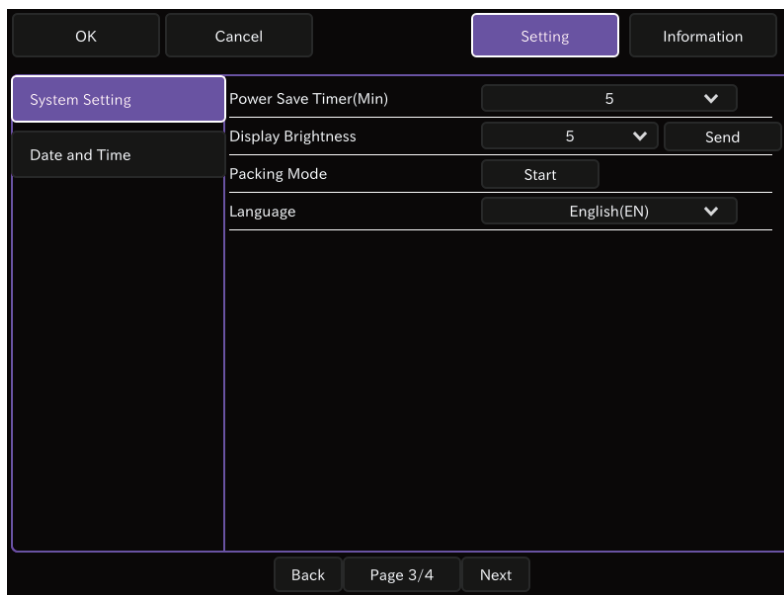 OK Cancel Setting Information
System Setting
Date and Time
Power Save Timer(Min) 5
Display Brightness 5 Send
Packing Mode Start
Language English(EN)
Back Page 3/4 Next